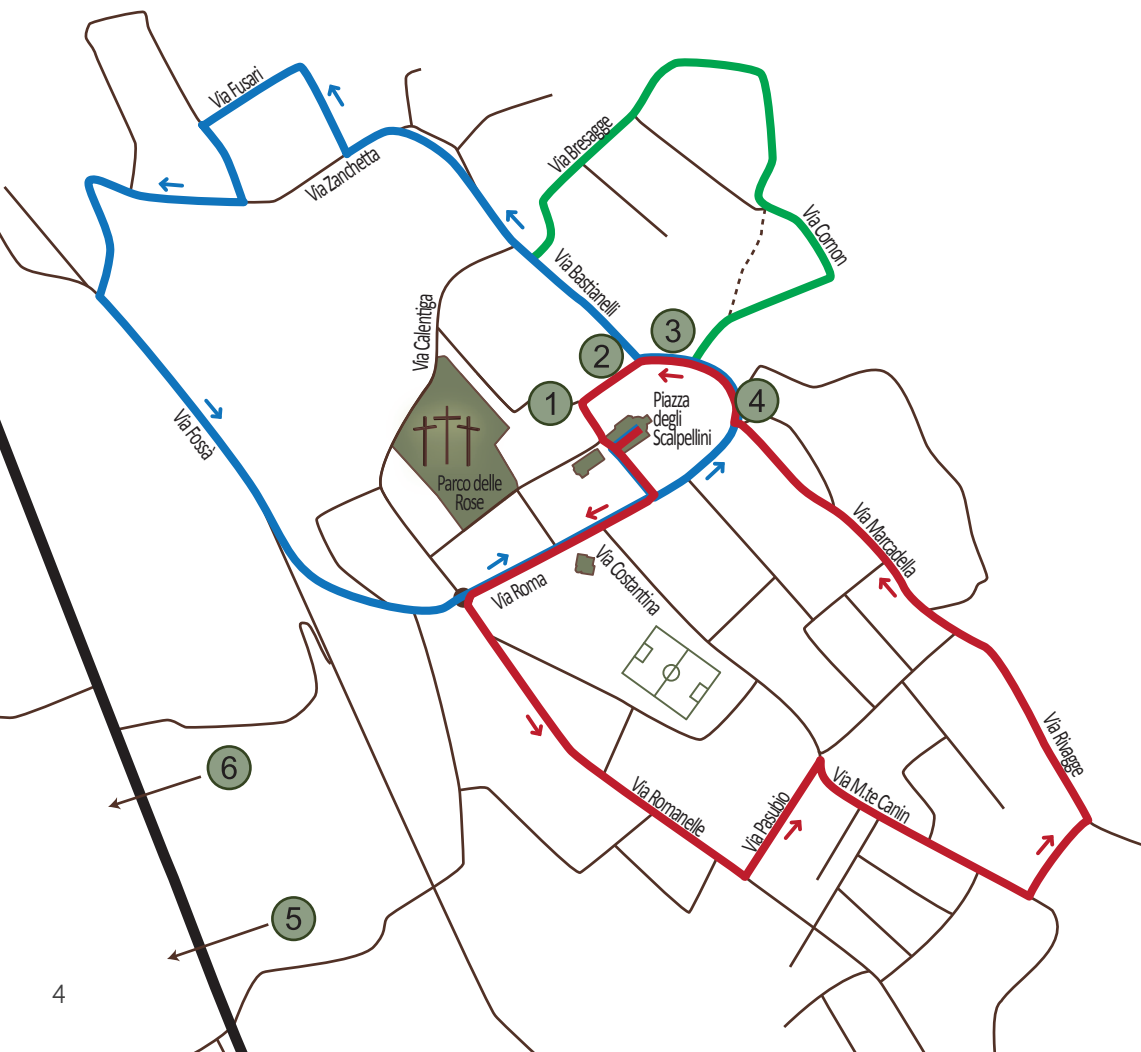 Via Fusari
Via Zanchetta
Via Bresagge
Via Cornon
Via Bastianelli
Via Calentiga
3
2
1
4
Piazza
degli
Scalpellini
Via Fossà
Parco delle
Rose
Via Marcadella
Via Roma
Via Costantina
Via Rivagge
6
Via Romanelle
Via Pasubio
Via M.te Canin
5
4